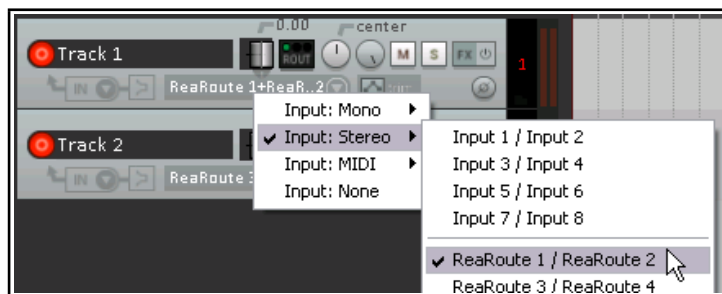 0.00 center
Track 1 ROUT M S FX 1
IN ReaRoute 1+ReaR..2
Input: Mono
Input: Stereo
Input: MIDI
Input: None
Track 2
IN ReaRoute
Input 1 / Input 2
Input 3 / Input 4
Input 5 / Input 6
Input 7 / Input 8
ReaRoute 1 / ReaRoute 2
ReaRoute 3 / ReaRoute 4